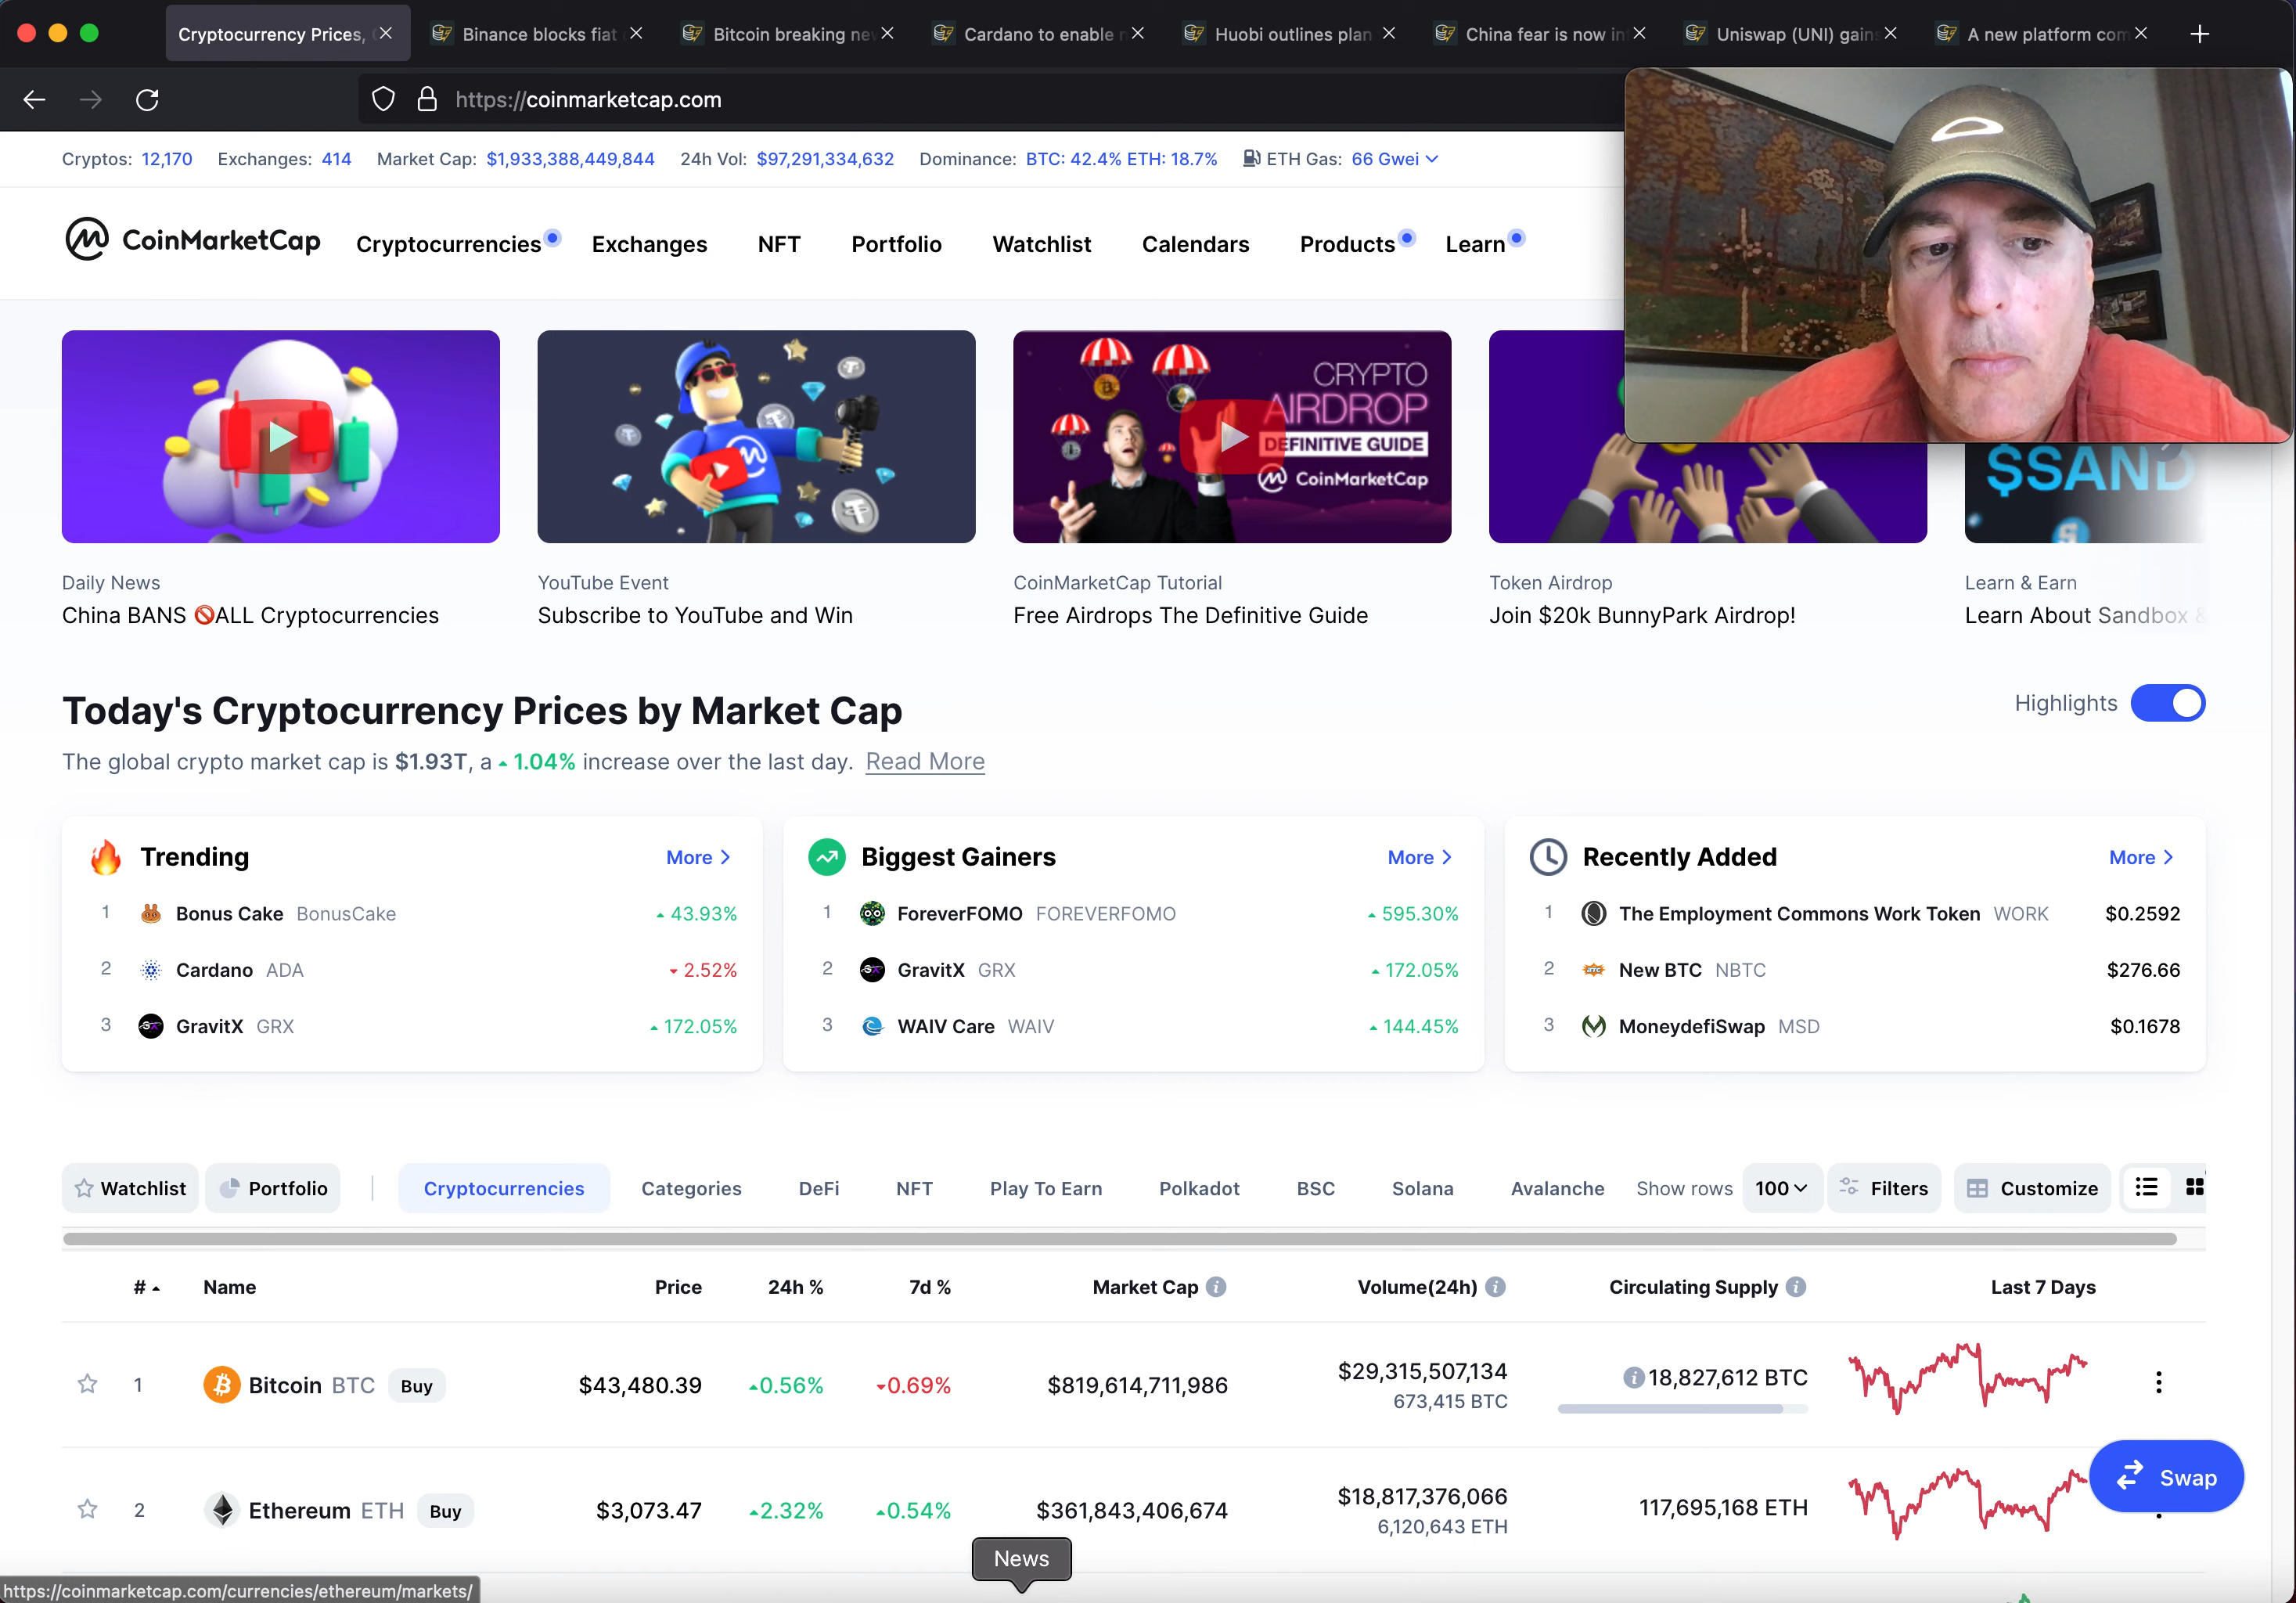 Cryptocurrency Prices,
Binance blocks fiat
Bitcoin breaking ne
Cardano to enable
Huobi outlines plan
China fear is now in
Uniswap (UNI) gain
A new platform com
https://coinmarketcap.com
Cryptos: 12,170 Exchanges: 414 Market Cap: $1,933,388,449,844 24h Vol: $97,291,334,632 Dominance: BTC: 42.4% ETH: 18.7% ETH Gas: 66 Gwei
CoinMarketCap Cryptocurrencies Exchanges NFT Portfolio Watchlist Calendars Products Learn
CRYPTO
AIRDROP
DEFINITIVE GUIDE
CoinMarketCap
$SAND
Daily News
China BANS 🚫ALL Cryptocurrencies
YouTube Event
Subscribe to YouTube and Win
CoinMarketCap Tutorial
Free Airdrops The Definitive Guide
Token Airdrop
Join $20k BunnyPark Airdrop!
Learn & Earn
Learn About Sandbox &
Today's Cryptocurrency Prices by Market Cap
Highlights
The global crypto market cap is $1.93T, a 1.04% increase over the last day. Read More
Trending More
1 Bonus Cake BonusCake 43.93%
2 Cardano ADA 2.52%
3 GravitX GRX 172.05%
Biggest Gainers More
1 ForeverFOMO FOREVERFOMO 595.30%
2 GravitX GRX 172.05%
3 WAIV Care WAIV 144.45%
Recently Added More
1 The Employment Commons Work Token WORK $0.2592
2 New BTC NBTC $276.66
3 MoneydefiSwap MSD $0.1678
Watchlist Portfolio Cryptocurrencies Categories DeFi NFT Play To Earn Polkadot BSC Solana Avalanche Show rows 100 Filters Customize
# Name Price 24h % 7d % Market Cap Volume(24h) Circulating Supply Last 7 Days
1 Bitcoin BTC Buy $43,480.39 0.56% 0.69% $819,614,711,986 $29,315,507,134 18,827,612 BTC
673,415 BTC
2 Ethereum ETH Buy $3,073.47 2.32% 0.54% $361,843,406,674 $18,817,376,066 117,695,168 ETH
6,120,643 ETH
Swap
News
https://coinmarketcap.com/currencies/ethereum/markets/